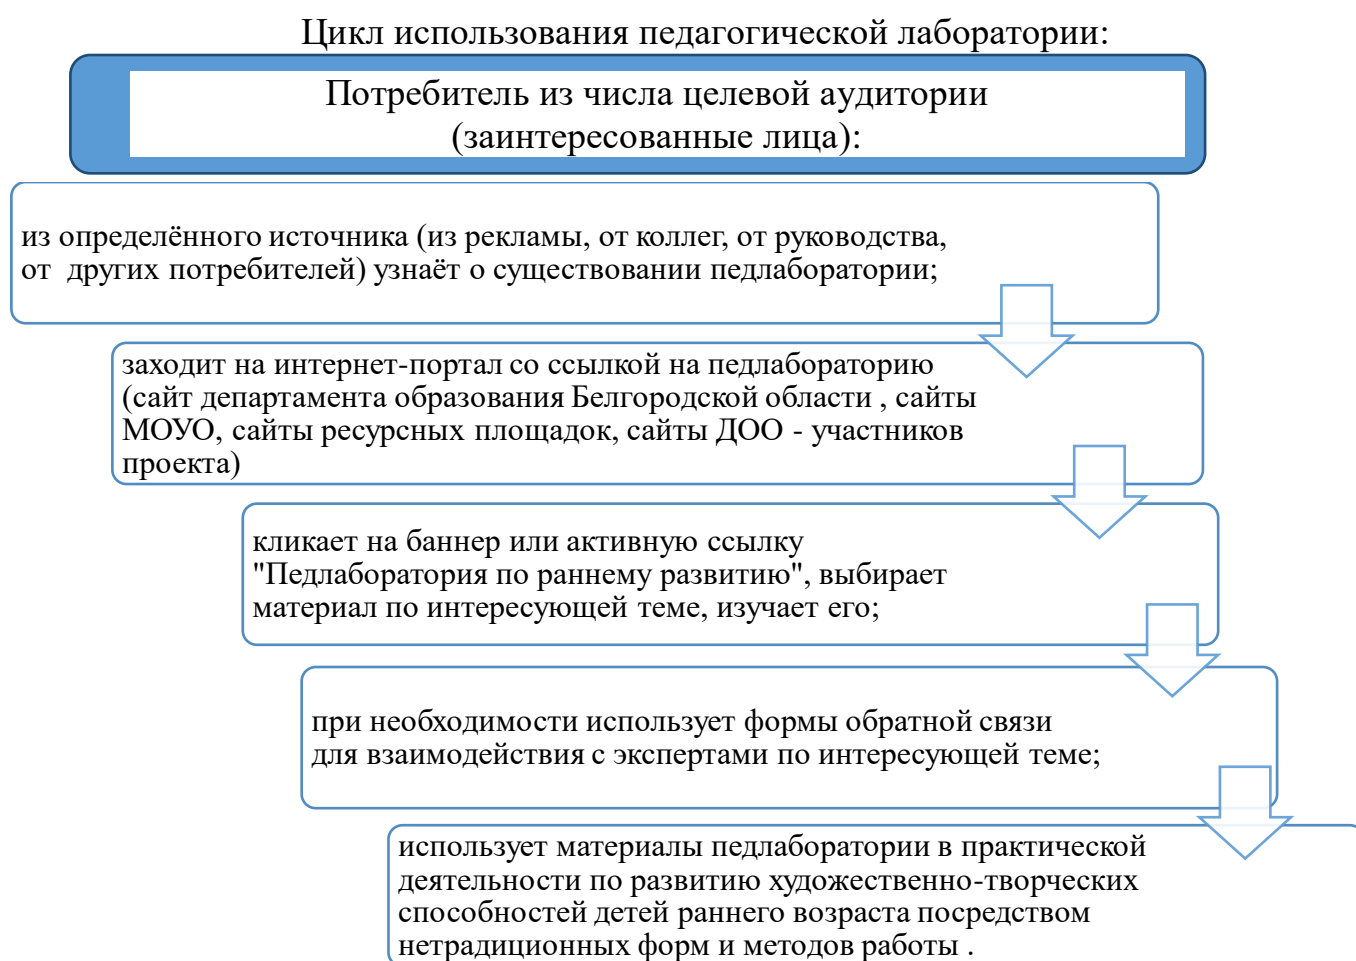 Цикл использования педагогической лаборатории:
Потребитель из числа целевой аудитории
(заинтересованные лица):
из определённого источника (из рекламы, от коллег, от руководства,
от других потребителей) узнаёт о существовании педлаборатории;
заходит на интернет-портал со ссылкой на педлабораторию
(сайт департамента образования Белгородской области , сайты
МОУО, сайты ресурсных площадок, сайты ДОО - участников
проекта)
кликает на баннер или активную ссылку
"Педлаборатория по раннему развитию", выбирает
материал по интересующей теме, изучает его;
при необходимости использует формы обратной связи
для взаимодействия с экспертами по интересующей теме;
использует материалы педлаборатории в практической
деятельности по развитию художественно-творческих
способностей детей раннего возраста посредством
нетрадиционных форм и методов работы .